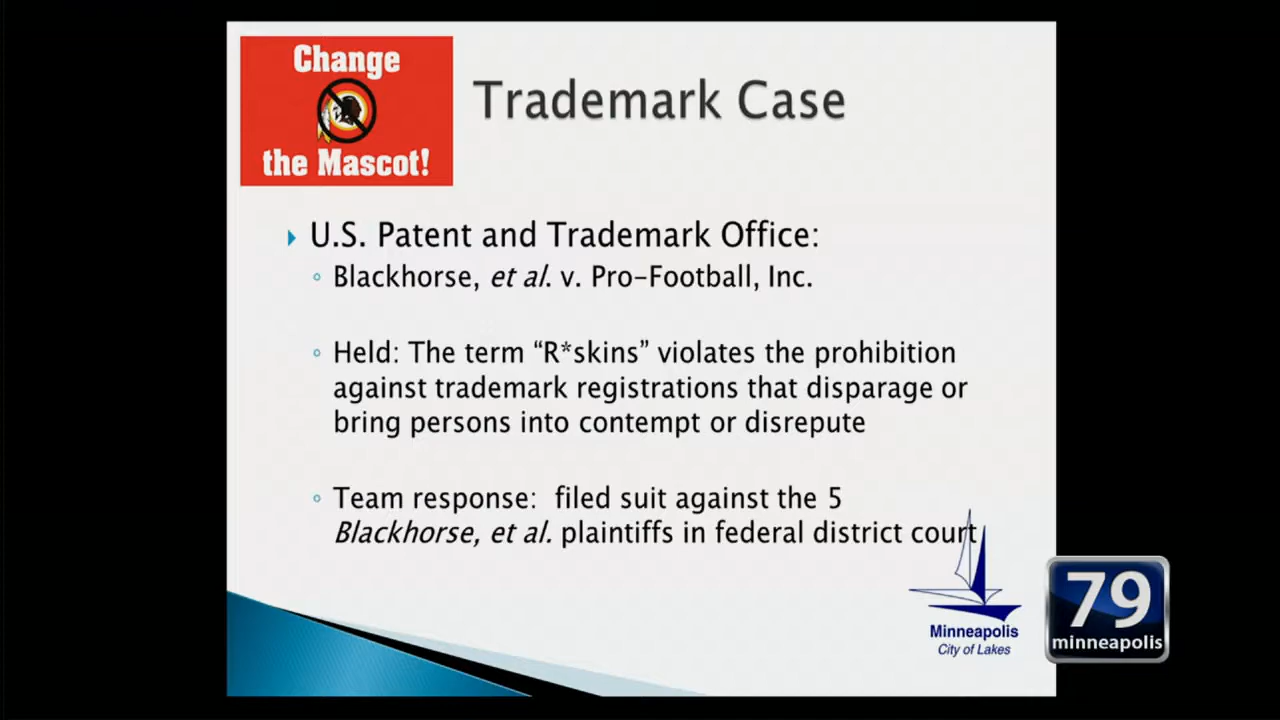 Change
the Mascot!
Trademark Case
U.S. Patent and Trademark Office:
Blackhorse, et al. v. Pro-Football, Inc.
Held: The term “R*skins” violates the prohibition
against trademark registrations that disparage or
bring persons into contempt or disrepute
Team response: filed suit against the 5
Blackhorse, et al. plaintiffs in federal district court
Minneapolis
City of Lakes
79
minneapolis